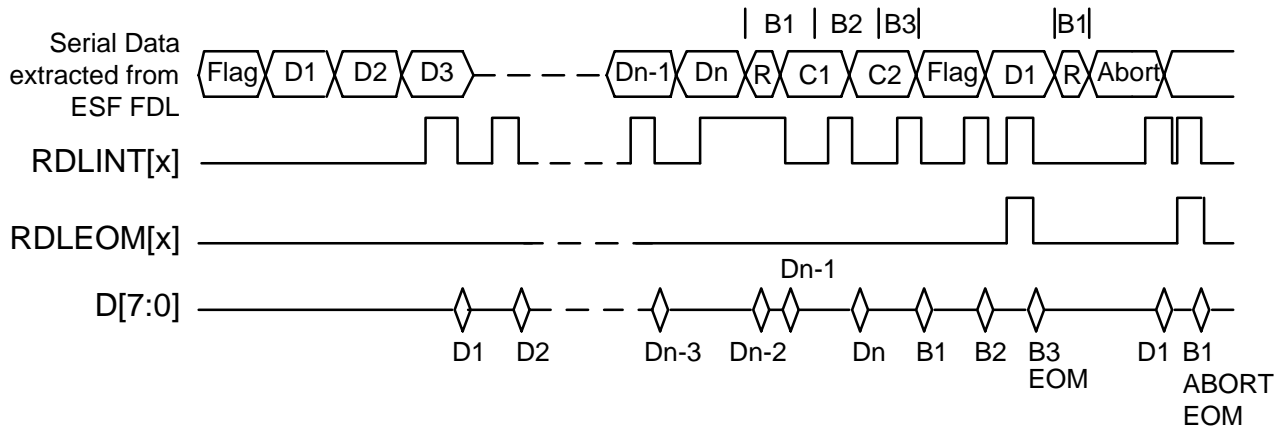 |B1|B2|B3| |B1|
Serial Data
extracted from
ESF FDL
Flag D1 D2 D3 Dn-1 Dn R C1 C2 Flag D1 R Abort
RDLINT[x]
RDLEOM[x]
Dn-1
D[7:0]
D1 D2 Dn-3 Dn-2 Dn B1 B2 B3 D1 B1
EOM ABORT
EOM